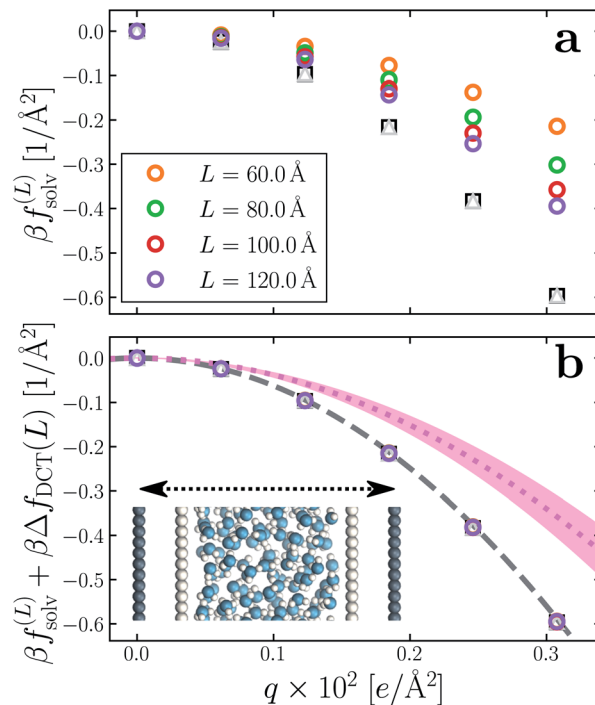 a
0.0
−0.1
−0.2
−0.3
−0.4
−0.5
−0.6
βf_solv^(L) [1/Å²]
L = 60.0 Å
L = 80.0 Å
L = 100.0 Å
L = 120.0 Å
b
0.0
−0.1
−0.2
−0.3
−0.4
−0.5
−0.6
βf_solv^(L) + βΔf_DCT(L) [1/Å²]
0.0 0.1 0.2 0.3
q × 10² [e/Å²]